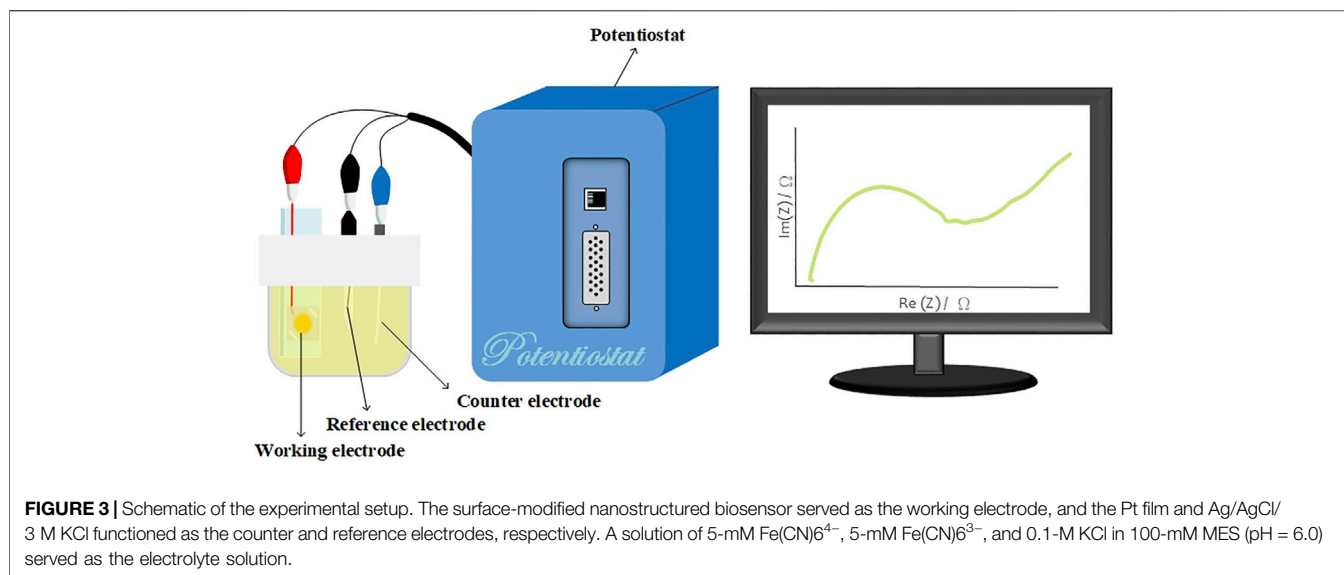 Potentiostat
Im(Z) / Ω
Re (Z) / Ω
Potentiostat
Counter electrode
Reference electrode
Working electrode
FIGURE 3 | Schematic of the experimental setup. The surface-modified nanostructured biosensor served as the working electrode, and the Pt film and Ag/AgCl/
3 M KCl functioned as the counter and reference electrodes, respectively. A solution of 5-mM Fe(CN)6⁴⁻, 5-mM Fe(CN)6³⁻, and 0.1-M KCl in 100-mM MES (pH = 6.0)
served as the electrolyte solution.